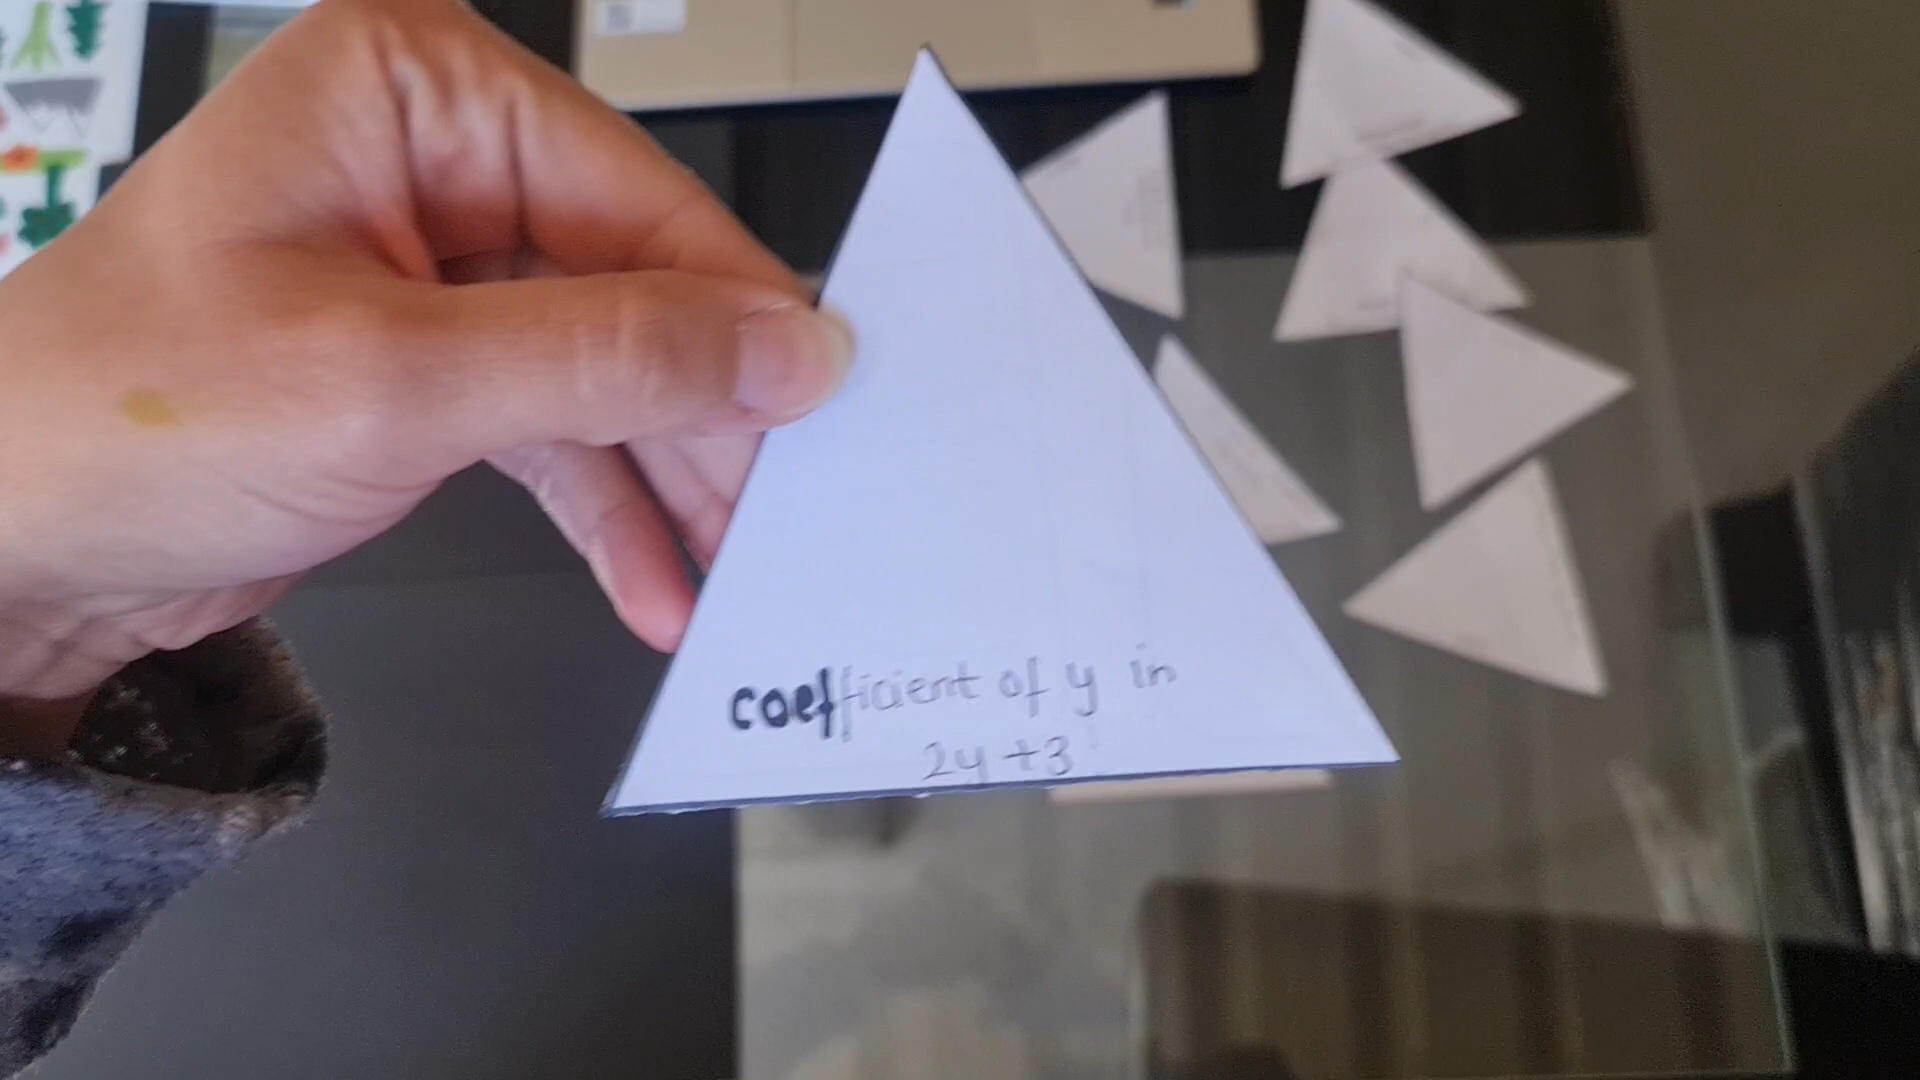 coefficient of y in
2y + 3